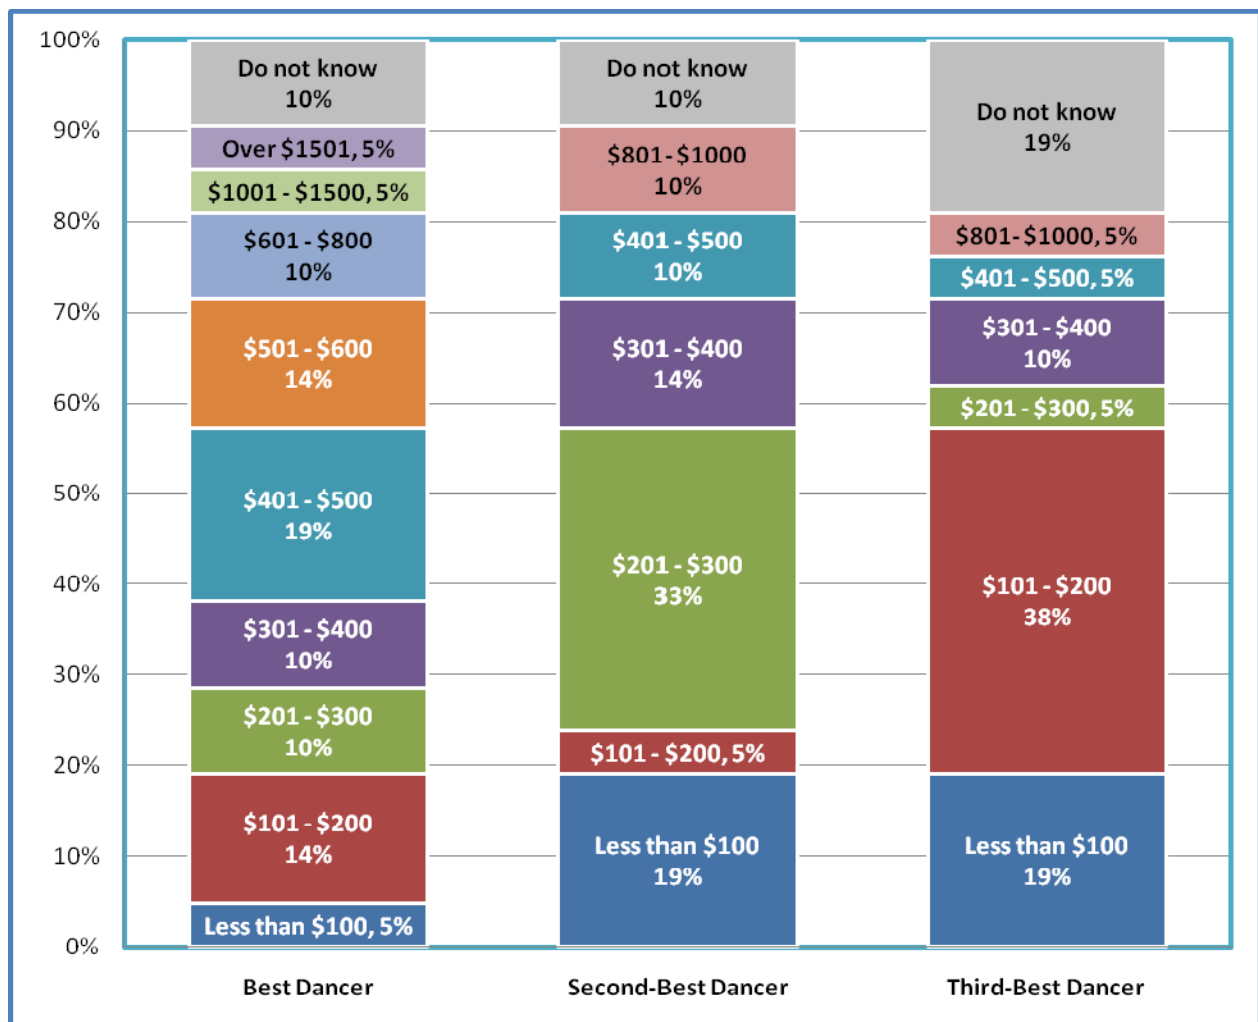 100%
90%
80%
70%
60%
50%
40%
30%
20%
10%
0%
Do not know
10%
Over $1501, 5%
$1001 - $1500, 5%
$601 - $800
10%
$501 - $600
14%
$401 - $500
19%
$301 - $400
10%
$201 - $300
10%
$101 - $200
14%
Less than $100, 5%
Do not know
10%
$801- $1000
10%
$401 - $500
10%
$301 - $400
14%
$201 - $300
33%
$101 - $200, 5%
Less than $100
19%
Do not know
19%
$801- $1000, 5%
$401 - $500, 5%
$301 - $400
10%
$201 - $300, 5%
$101 - $200
38%
Less than $100
19%
Best Dancer
Second-Best Dancer
Third-Best Dancer